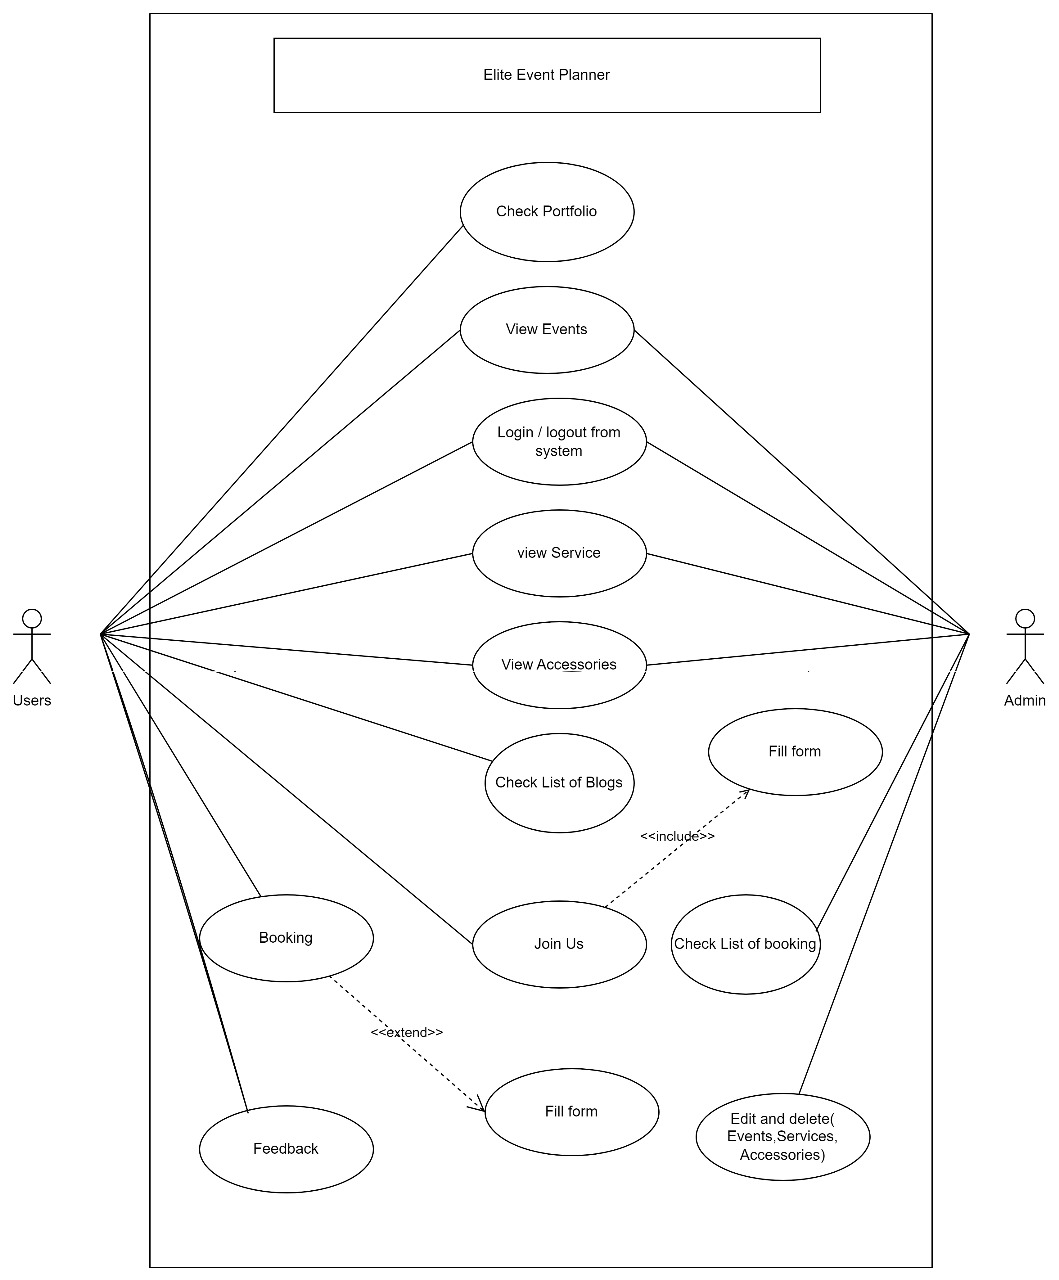 Elite Event Planner
Check Portfolio
View Events
Login / logout from
system
view Service
Users
View Accessories
Admin
Fill form
Check List of Blogs
<<include>>
Booking
Join Us
Check List of booking
<<extend>>
Fill form
Edit and delete(
Events,Services,
Accessories)
Feedback